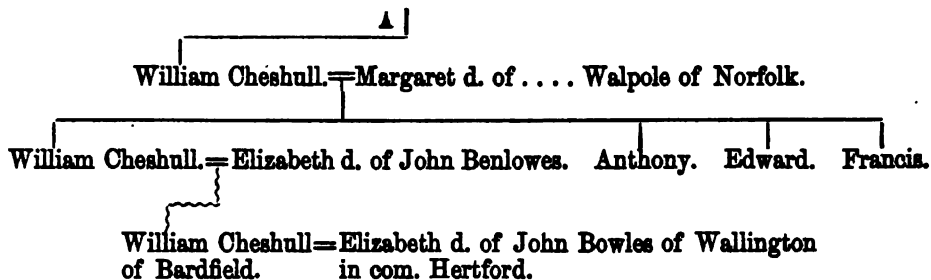 A
William Cheshull.=Margaret d. of .... Walpole of Norfolk.
William Cheshull.=Elizabeth d. of John Benlowes. Anthony. Edward. Francis.
William Cheshull=Elizabeth d. of John Bowles of Wallington
of Bardfield. in com. Hertford.